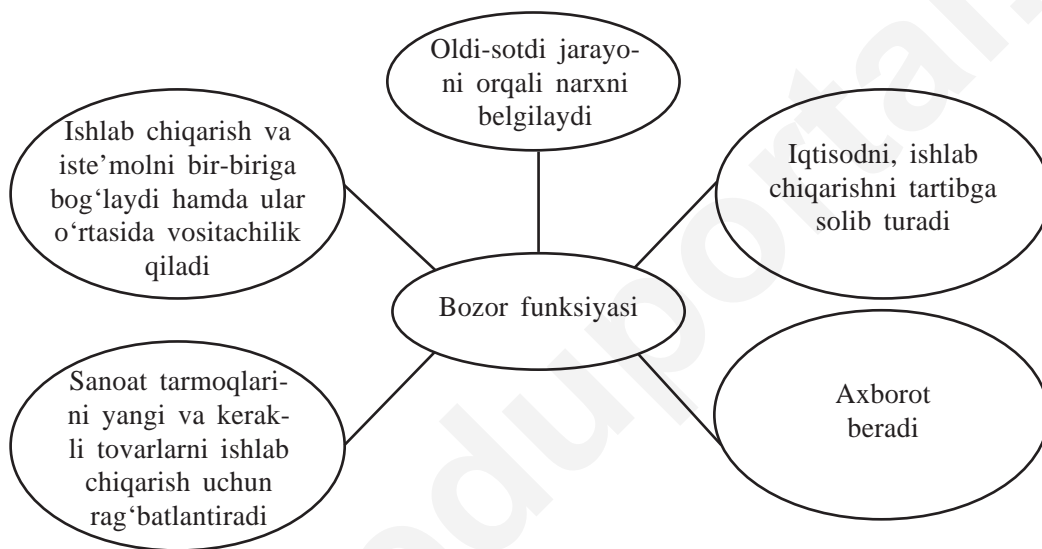 Oldi-sotdi jarayo-
ni orqali narxni
belgilaydi
Ishlab chiqarish va
iste’molni bir-biriga
bog‘laydi hamda ular
o‘rtasida vositachilik
qiladi
Iqtisodni, ishlab
chiqarishni tartibga
solib turadi
Bozor funksiyasi
Sanoat tarmoqlari-
ni yangi va kerak-
li tovarlarni ishlab
chiqarish uchun
rag‘batlantiradi
Axborot
beradi
eduportal.